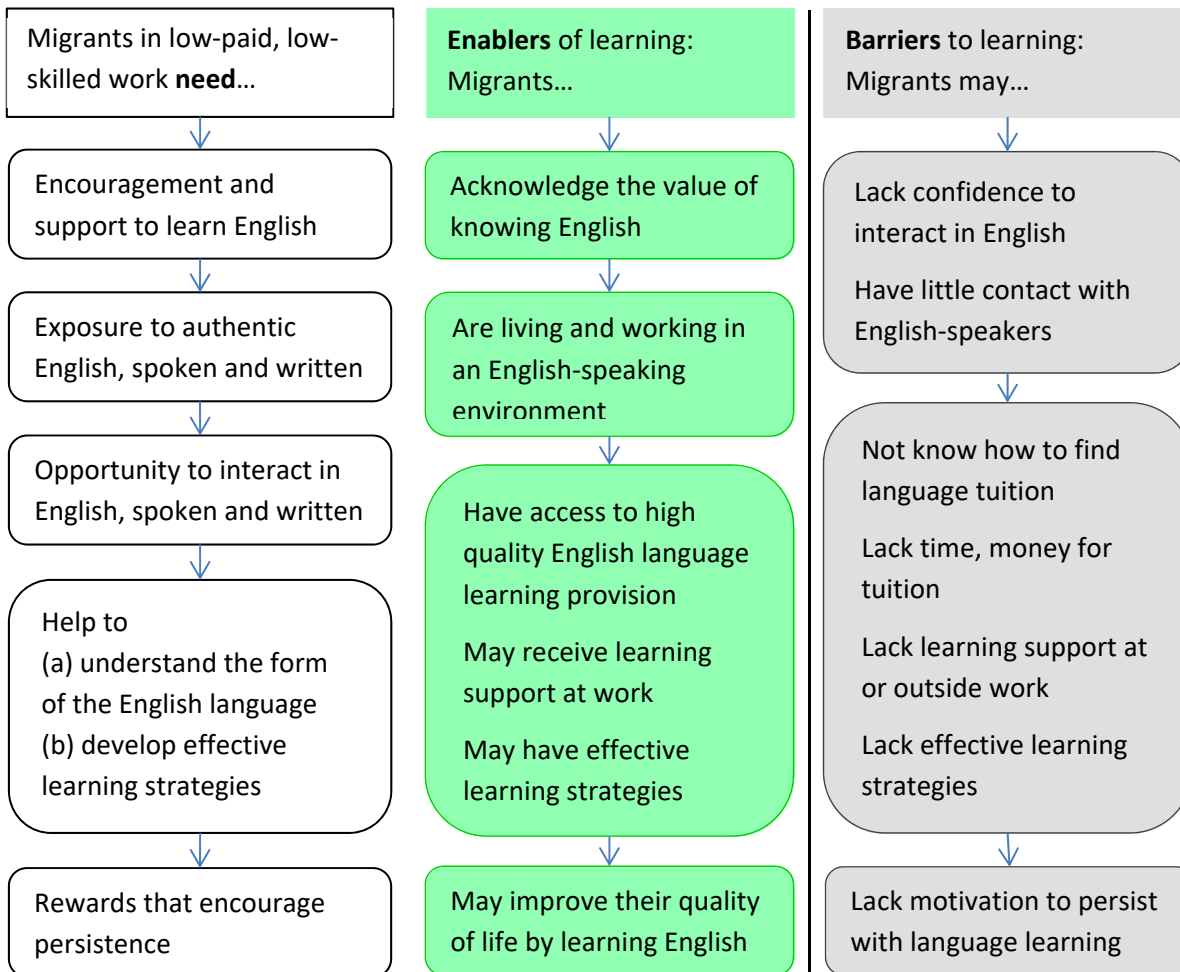 Migrants in low-paid, low-
skilled work need…
Encouragement and
support to learn English
Exposure to authentic
English, spoken and written
Opportunity to interact in
English, spoken and written
Help to
(a) understand the form
of the English language
(b) develop effective
learning strategies
Rewards that encourage
persistence
Enablers of learning:
Migrants…
Acknowledge the value of
knowing English
Are living and working in
an English-speaking
environment
Have access to high
quality English language
learning provision
May receive learning
support at work
May have effective
learning strategies
May improve their quality
of life by learning English
Barriers to learning:
Migrants may…
Lack confidence to
interact in English
Have little contact with
English-speakers
Not know how to find
language tuition
Lack time, money for
tuition
Lack learning support at
or outside work
Lack effective learning
strategies
Lack motivation to persist
with language learning